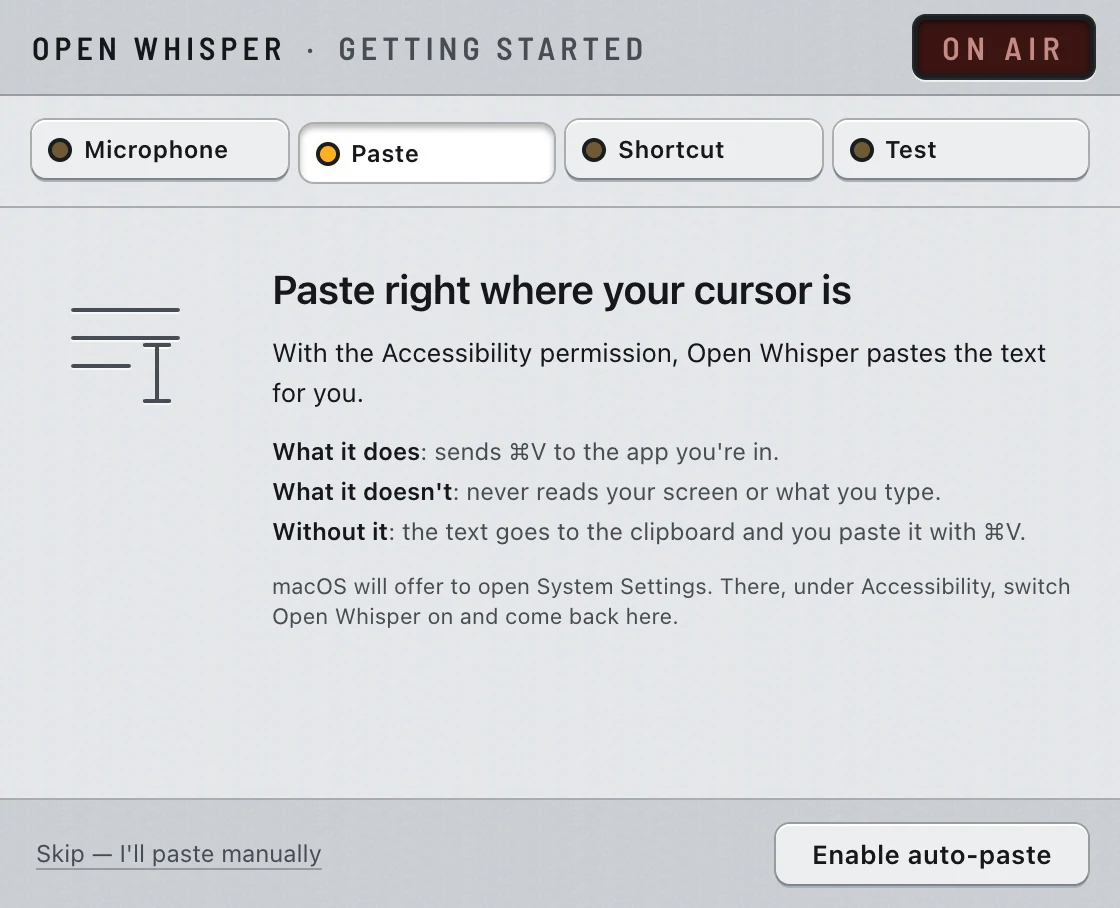 OPEN WHISPER · GETTING STARTED
ON AIR
Microphone
Paste
Shortcut
Test
Paste right where your cursor is
With the Accessibility permission, Open Whisper pastes the text
for you.
What it does: sends ⌘V to the app you're in.
What it doesn't: never reads your screen or what you type.
Without it: the text goes to the clipboard and you paste it with ⌘V.
macOS will offer to open System Settings. There, under Accessibility, switch
Open Whisper on and come back here.
Skip — I'll paste manually
Enable auto-paste